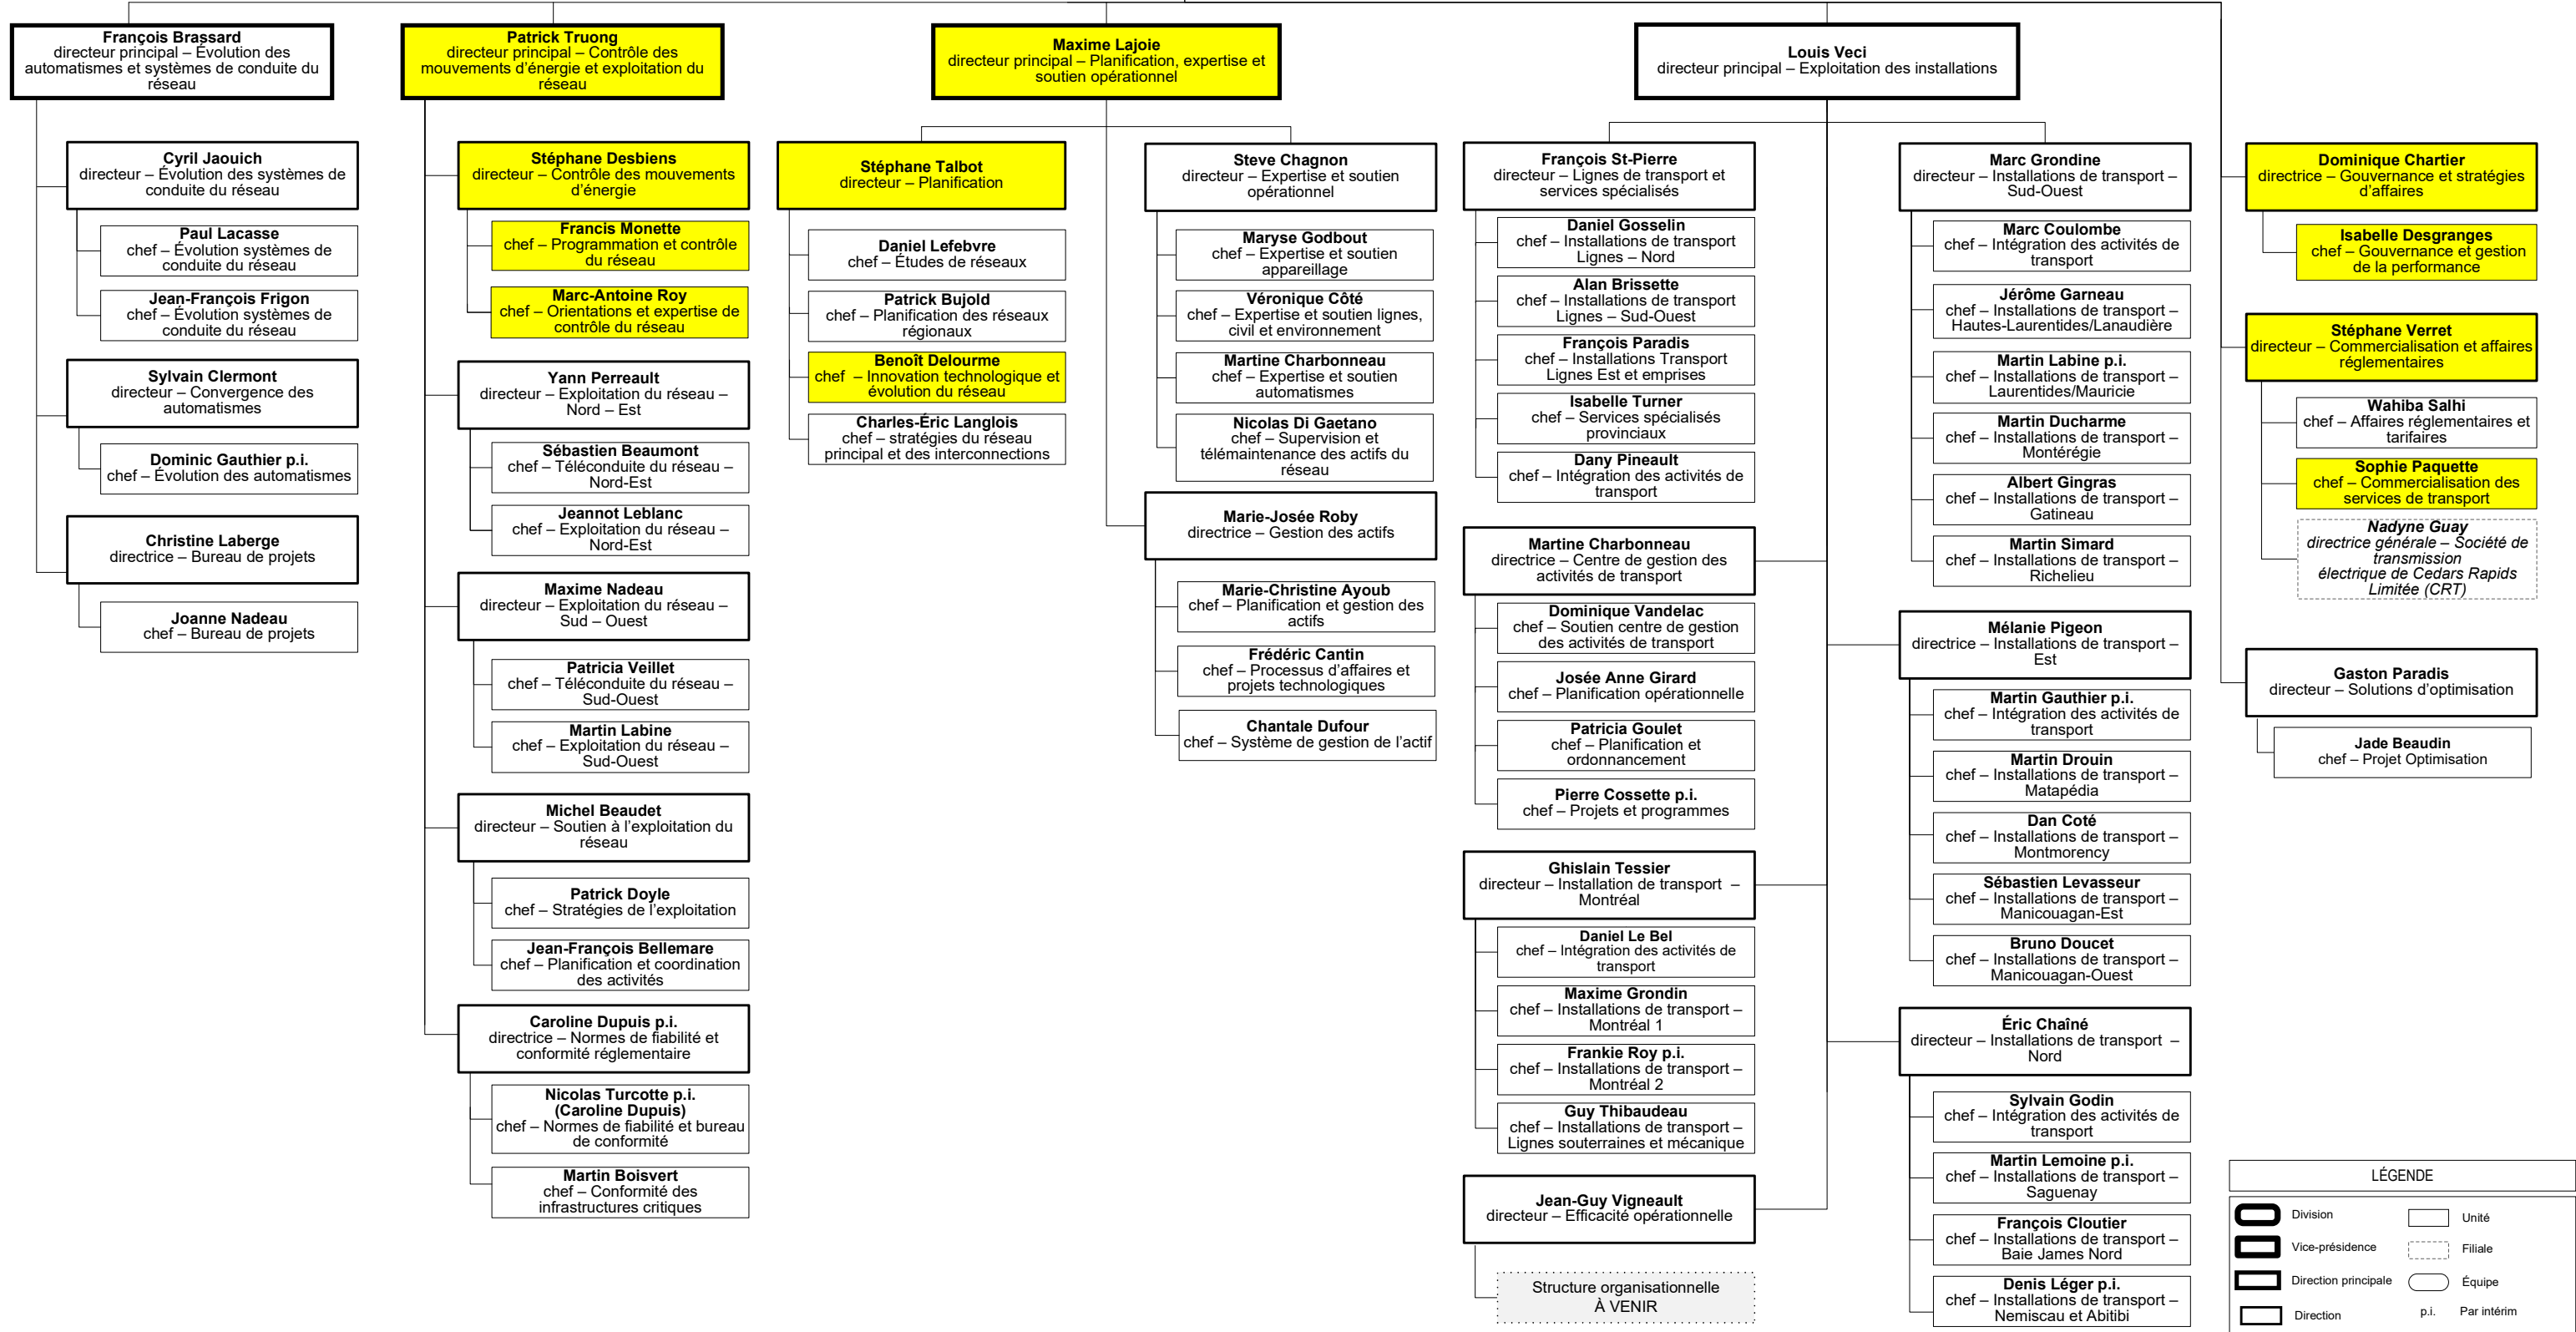 François Brassard
directeur principal – Évolution des
automatismes et systèmes de conduite du
réseau
Cyril Jaouich
directeur – Évolution des systèmes de
conduite du réseau
Paul Lacasse
chef – Évolution systèmes de
conduite du réseau
Jean-François Frigon
chef – Évolution systèmes de
conduite du réseau
Sylvain Clermont
directeur – Convergence des
automatismes
Dominic Gauthier p.i.
chef – Évolution des automatismes
Christine Laberge
directrice – Bureau de projets
Joanne Nadeau
chef – Bureau de projets
Patrick Truong
directeur principal – Contrôle des
mouvements d'énergie et exploitation du
réseau
Stéphane Desbiens
directeur – Contrôle des mouvements
d'énergie
Francis Monette
chef – Programmation et contrôle
du réseau
Marc-Antoine Roy
chef – Orientations et expertise de
contrôle du réseau
Yann Perreault
directeur – Exploitation du réseau –
Nord – Est
Sébastien Beaumont
chef – Téléconduite du réseau –
Nord-Est
Jeannot Leblanc
chef – Exploitation du réseau –
Nord-Est
Maxime Nadeau
directeur – Exploitation du réseau –
Sud – Ouest
Patricia Veillet
chef – Téléconduite du réseau –
Sud-Ouest
Martin Labine
chef – Exploitation du réseau –
Sud-Ouest
Michel Beaudet
directeur – Soutien à l'exploitation du
réseau
Patrick Doyle
chef – Stratégies de l'exploitation
Jean-François Bellemare
chef – Planification et coordination
des activités
Caroline Dupuis p.i.
directrice – Normes de fiabilité et
conformité réglementaire
Nicolas Turcotte p.i.
(Caroline Dupuis)
chef – Normes de fiabilité et bureau
de conformité
Martin Boisvert
chef – Conformité des
infrastructures critiques
Maxime Lajoie
directeur principal – Planification, expertise et
soutien opérationnel
Stéphane Talbot
directeur – Planification
Daniel Lefebvre
chef – Études de réseaux
Patrick Bujold
chef – Planification des réseaux
régionaux
Benoît Delourme
chef – Innovation technologique et
évolution du réseau
Charles-Éric Langlois
chef – stratégies du réseau
principal et des interconnections
Steve Chagnon
directeur – Expertise et soutien
opérationnel
Maryse Godbout
chef – Expertise et soutien
appareillage
Véronique Côté
chef – Expertise et soutien lignes,
civil et environnement
Martine Charbonneau
chef – Expertise et soutien
automatismes
Nicolas Di Gaetano
chef – Supervision et
télémaintenance des actifs du
réseau
Marie-Josée Roby
directrice – Gestion des actifs
Marie-Christine Ayoub
chef – Planification et gestion des
actifs
Frédéric Cantin
chef – Processus d'affaires et
projets technologiques
Chantale Dufour
chef – Système de gestion de l'actif
Louis Veci
directeur principal – Exploitation des installations
François St-Pierre
directeur – Lignes de transport et
services spécialisés
Daniel Gosselin
chef – Installations de transport
Lignes – Nord
Alan Brissette
chef – Installations de transport
Lignes – Sud-Ouest
François Paradis
chef – Installations Transport
Lignes Est et emprises
Isabelle Turner
chef – Services spécialisés
provinciaux
Dany Pineault
chef – Intégration des activités de
transport
Martine Charbonneau
directrice – Centre de gestion des
activités de transport
Dominique Vandelac
chef – Soutien centre de gestion
des activités de transport
Josée Anne Girard
chef – Planification opérationnelle
Patricia Goulet
chef – Planification et
ordonnancement
Pierre Cossette p.i.
chef – Projets et programmes
Ghislain Tessier
directeur – Installation de transport –
Montréal
Daniel Le Bel
chef – Intégration des activités de
transport
Maxime Grondin
chef – Installations de transport –
Montréal 1
Frankie Roy p.i.
chef – Installations de transport –
Montréal 2
Guy Thibaudeau
chef – Installations de transport –
Lignes souterraines et mécanique
Jean-Guy Vigneault
directeur – Efficacité opérationnelle
Structure organisationnelle
À VENIR
Marc Grondine
directeur – Installations de transport –
Sud-Ouest
Marc Coulombe
chef – Intégration des activités de
transport
Jérôme Garneau
chef – Installations de transport –
Hautes-Laurentides/Lanaudière
Martin Labine p.i.
chef – Installations de transport –
Laurentides/Mauricie
Martin Ducharme
chef – Installations de transport –
Montérégie
Albert Gingras
chef – Installations de transport –
Gatineau
Martin Simard
chef – Installations de transport –
Richelieu
Mélanie Pigeon
directrice – Installations de transport –
Est
Martin Gauthier p.i.
chef – Intégration des activités de
transport
Martin Drouin
chef – Installations de transport –
Matapédia
Dan Coté
chef – Installations de transport –
Montmorency
Sébastien Levasseur
chef – Installations de transport –
Manicouagan-Est
Bruno Doucet
chef – Installations de transport –
Manicouagan-Ouest
Éric Chaîné
directeur – Installations de transport –
Nord
Sylvain Godin
chef – Intégration des activités de
transport
Martin Lemoine p.i.
chef – Installations de transport –
Saguenay
François Cloutier
chef – Installations de transport –
Baie James Nord
Denis Léger p.i.
chef – Installations de transport –
Nemiscau et Abitibi
Dominique Chartier
directrice – Gouvernance et stratégies
d'affaires
Isabelle Desgranges
chef – Gouvernance et gestion
de la performance
Stéphane Verret
directeur – Commercialisation et affaires
réglementaires
Wahiba Salhi
chef – Affaires réglementaires et
tarifaires
Sophie Paquette
chef – Commercialisation des
services de transport
Nadyne Guay
directrice générale – Société de
transmission
électrique de Cedars Rapids
Limitée (CRT)
Gaston Paradis
directeur – Solutions d'optimisation
Jade Beaudin
chef – Projet Optimisation
LÉGENDE
Division
Unité
Vice-présidence
Filiale
Direction principale
Équipe
Direction
p.i. Par intérim